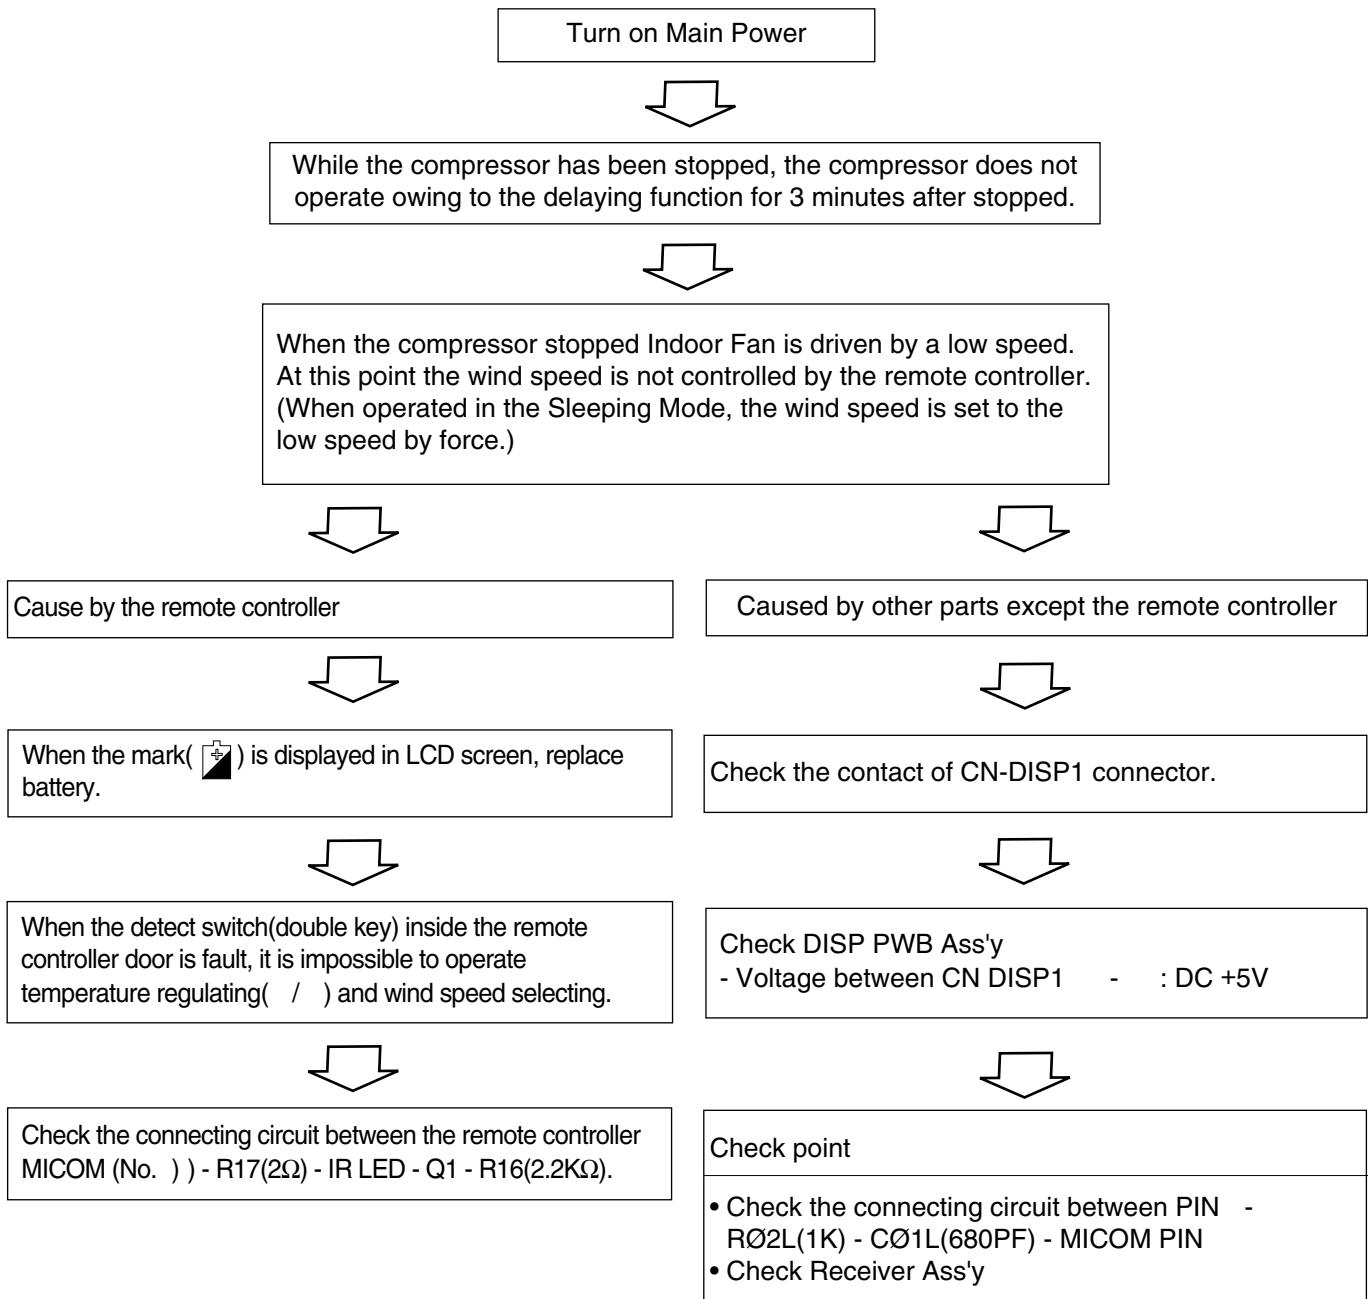 Turn on Main Power
While the compressor has been stopped, the compressor does not
operate owing to the delaying function for 3 minutes after stopped.
When the compressor stopped Indoor Fan is driven by a low speed.
At this point the wind speed is not controlled by the remote controller.
(When operated in the Sleeping Mode, the wind speed is set to the
low speed by force.)
Cause by the remote controller
When the mark( ) is displayed in LCD screen, replace
battery.
When the detect switch(double key) inside the remote
controller door is fault, it is impossible to operate
temperature regulating( / ) and wind speed selecting.
Check the connecting circuit between the remote controller
MICOM (No. ) ) - R17(2Ω) - IR LED - Q1 - R16(2.2KΩ).
Caused by other parts except the remote controller
Check the contact of CN-DISP1 connector.
Check DISP PWB Ass'y
- Voltage between CN DISP1 - : DC +5V
Check point
• Check the connecting circuit between PIN -
RØ2L(1K) - CØ1L(680PF) - MICOM PIN
• Check Receiver Ass'y